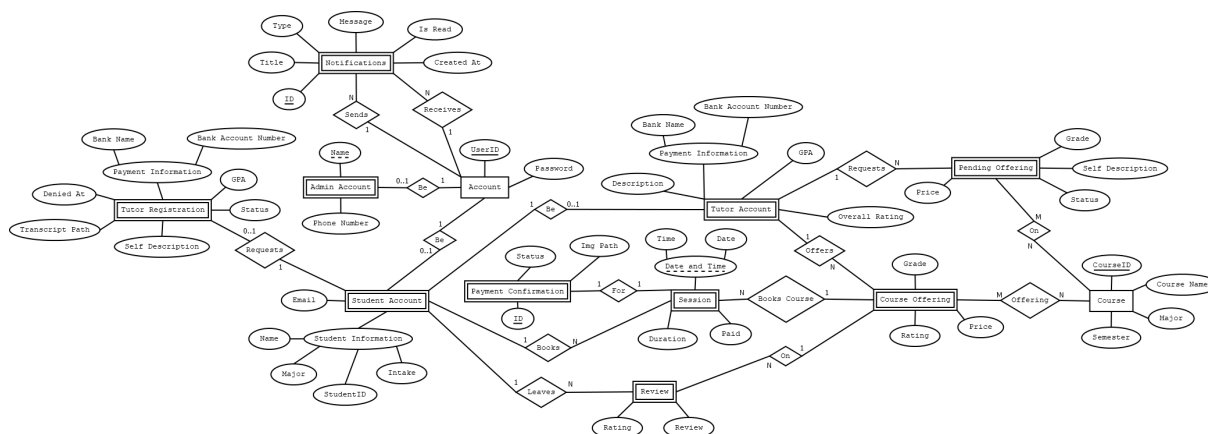 Type
Message
Is Read
Title
Notifications
Created At
ID
N
N
Sends
Receives
1
1
Bank Name
Bank Account Number
Payment Information
Denied At
GPA
Tutor Registration
Status
Transcript Path
Self Description
0..1
Requests
1
Name
Admin Account
0..1
Be
1
Phone Number
UserID
Account
Password
1
Be
0..1
1
Be
0..1
Bank Account Number
Bank Name
Payment Information
GPA
Description
Tutor Account
Overall Rating
Requests
1
N
Grade
Pending Offering
Self Description
Price
Status
M
On
N
1
Offers
N
Email
Student Account
Name
Student Information
Major
Intake
StudentID
Status
Img Path
Payment Confirmation
ID
1
For
1
Time
Date
Date and Time
Session
Duration
Paid
N
Books Course
1
1
Books
N
Grade
Course Offering
Rating
Price
M
Offering
N
CourseID
Course Name
Course
Major
Semester
1
Leaves
N
Review
Rating
Review
N
On
1